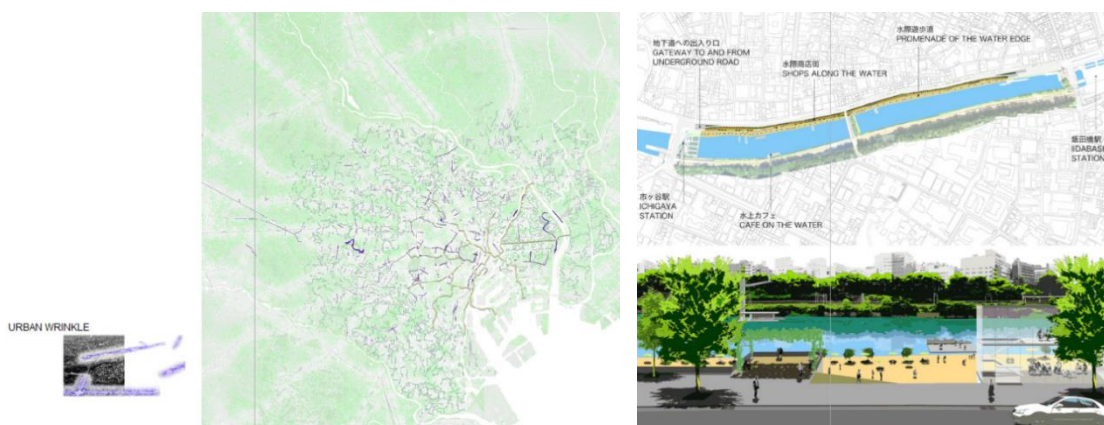 URBAN WRINKLE
地下道への出入り口
GATEWAY TO AND FROM
UNDERGROUND ROAD
水際商店街
SHOPS ALONG THE WATER
水際遊歩道
PROMENADE OF THE WATER EDGE
飯田橋駅
IIDABASHI
STATION
市ヶ谷駅
ICHIGAYA
STATION
水上カフェ
CAFE ON THE WATER